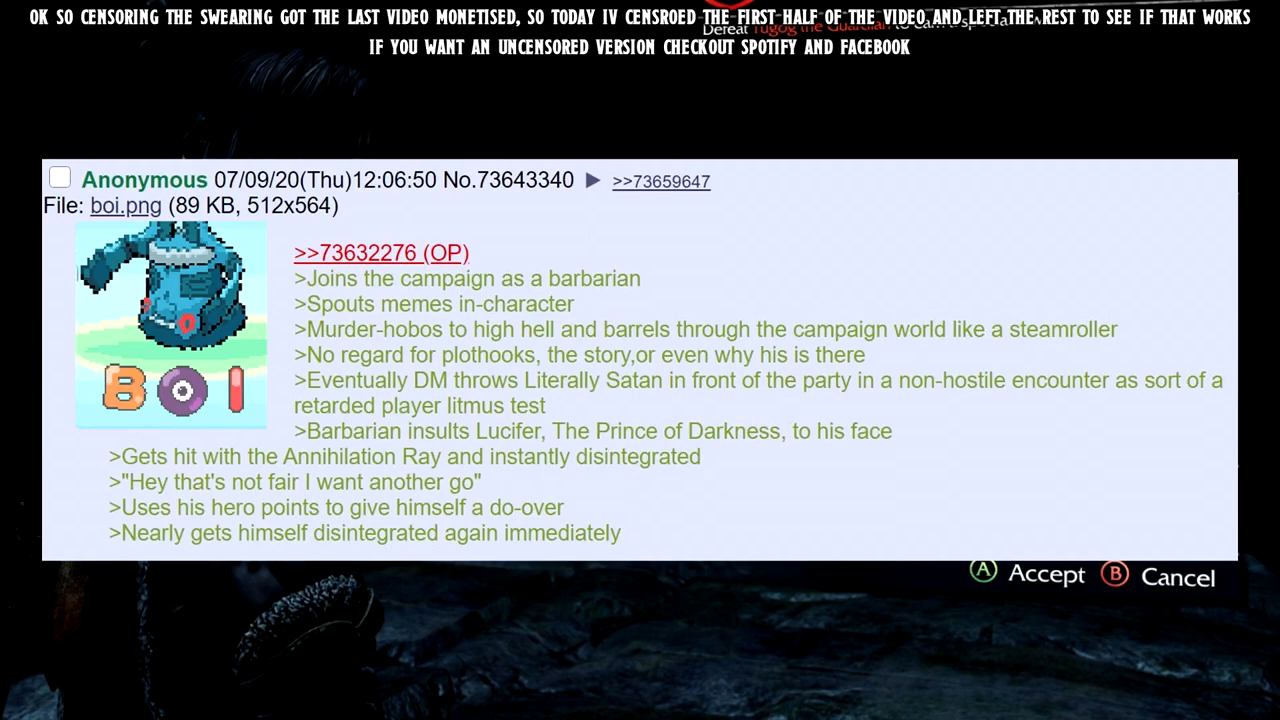 OK SO CENSORING THE SWEARING GOT THE LAST VIDEO MONETISED, SO TODAY IV CENSROED THE FIRST HALF OF THE VIDEO AND LEFT THE REST TO SEE IF THAT WORKS
Defeat Tugog the Guardian to earn a
IF YOU WANT AN UNCENSORED VERSION CHECKOUT SPOTIFY AND FACEBOOK
Anonymous 07/09/20(Thu)12:06:50 No.73643340 ▶ >>73659647
File: boi.png (89 KB, 512x564)
>>73632276 (OP)
>Joins the campaign as a barbarian
>Spouts memes in-character
>Murder-hobos to high hell and barrels through the campaign world like a steamroller
>No regard for plothooks, the story,or even why his is there
>Eventually DM throws Literally Satan in front of the party in a non-hostile encounter as sort of a
retarded player litmus test
>Barbarian insults Lucifer, The Prince of Darkness, to his face
>Gets hit with the Annihilation Ray and instantly disintegrated
>"Hey that's not fair I want another go"
>Uses his hero points to give himself a do-over
>Nearly gets himself disintegrated again immediately
BOI
A Accept B Cancel